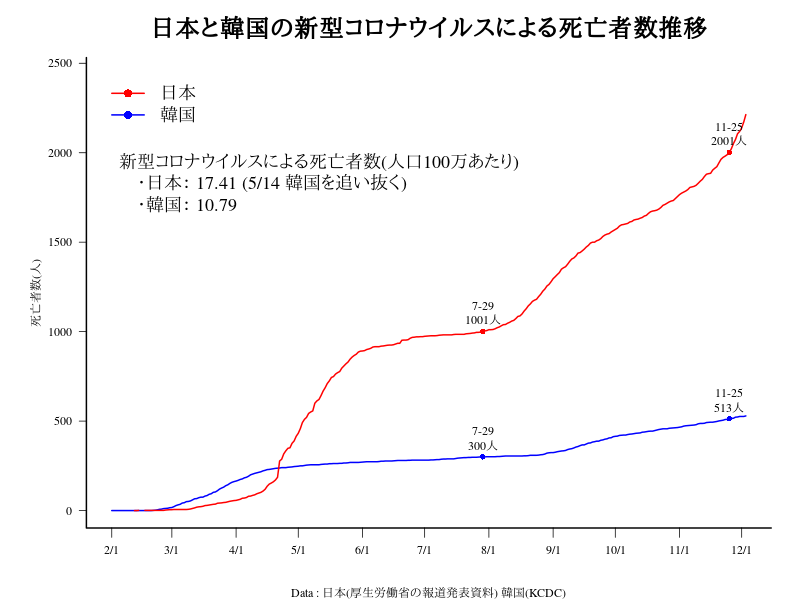 日本と韓国の新型コロナウイルスによる死亡者数推移
日本
韓国
新型コロナウイルスによる死亡者数(人口100万あたり)
・日本: 17.41 (5/14 韓国を追い抜く)
・韓国: 10.79
死亡者数(人)
2500
2000
1500
1000
500
0
11-25
2001人
7-29
1001人
11-25
513人
7-29
300人
2/1 3/1 4/1 5/1 6/1 7/1 8/1 9/1 10/1 11/1 12/1
Data : 日本(厚生労働省の報道発表資料) 韓国(KCDC)